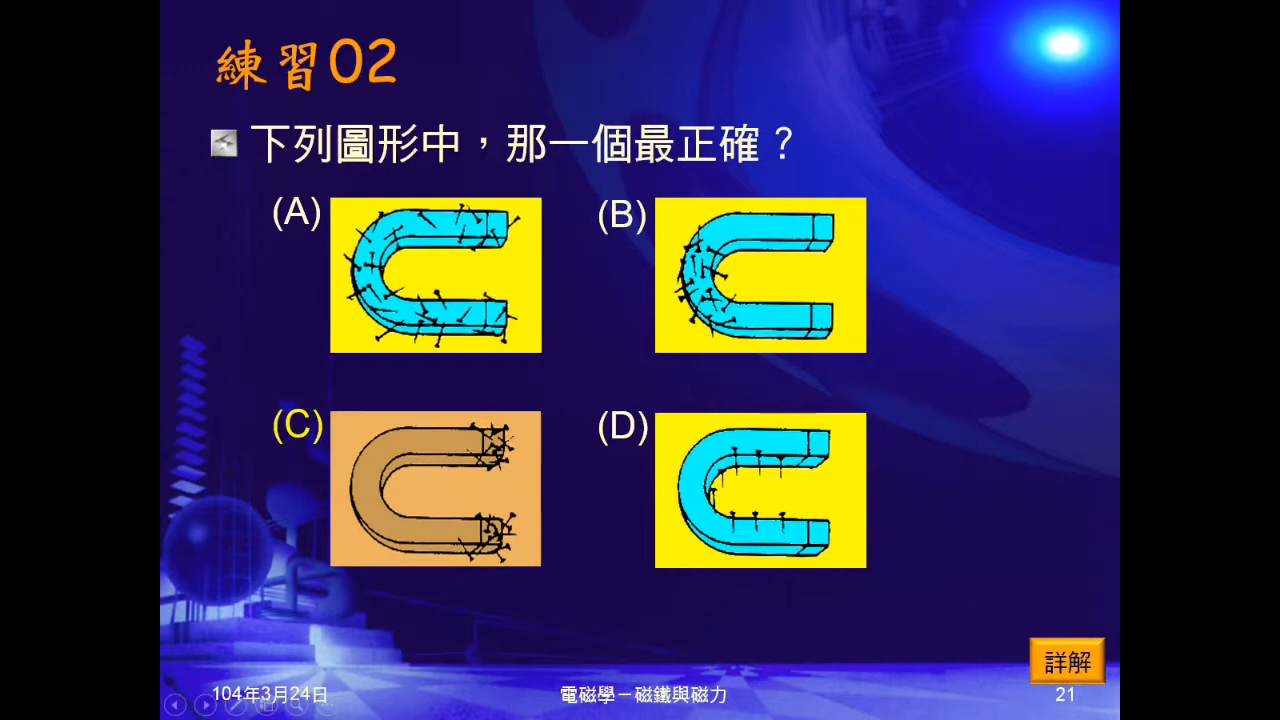 練習02
下列圖形中，那一個最正確？
(A)
(B)
(C)
(D)
詳解
104年3月24日
電磁學－磁鐵與磁力
21